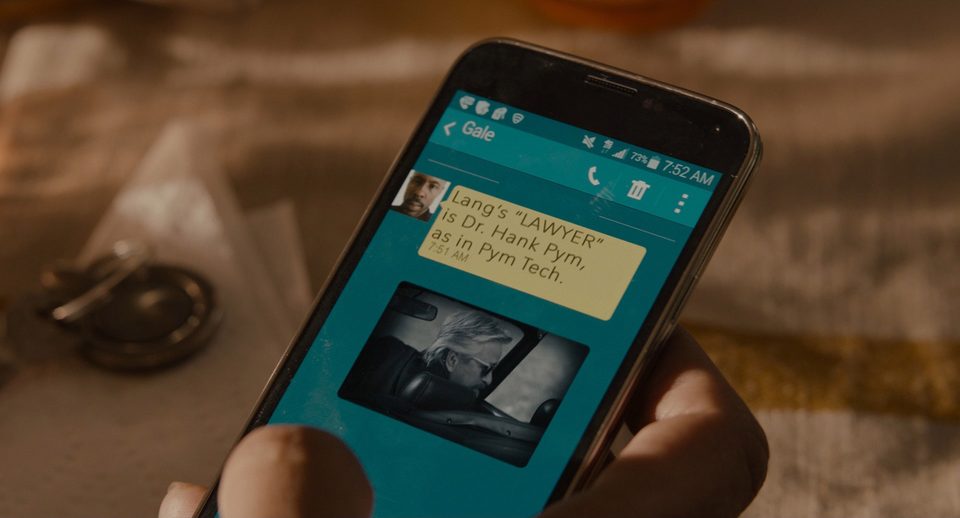 73% 7:52 AM
Gale
Lang's "LAWYER"
is Dr. Hank Pym,
as in Pym Tech.
7:51 AM